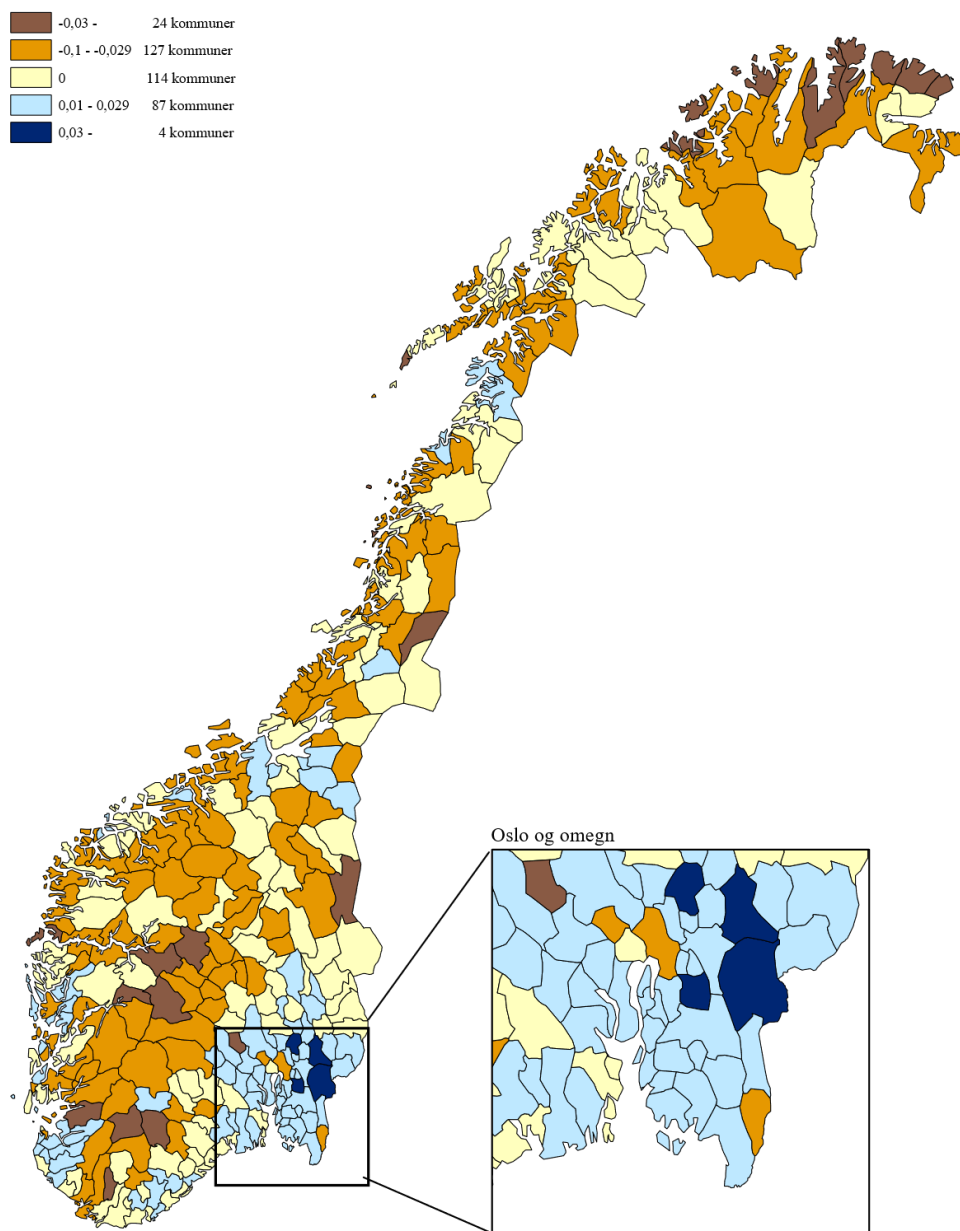 -0,03 - 24 kommuner
-0,1 - -0,029 127 kommuner
0 114 kommuner
0,01 - 0,029 87 kommuner
0,03 - 4 kommuner
Oslo og omegn